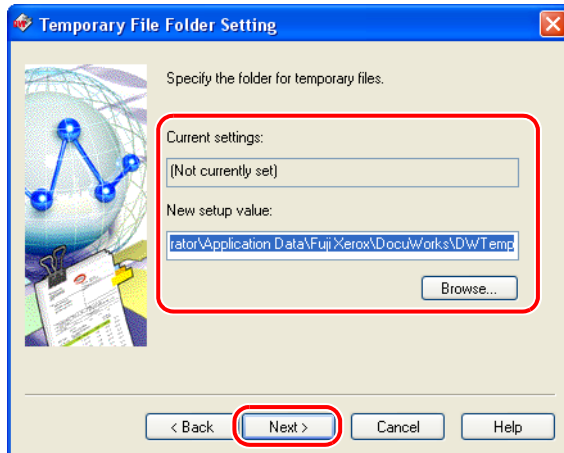 Temporary File Folder Setting
Specify the folder for temporary files.
Current settings:
(Not currently set)
New setup value:
rator\Application Data\Fuji Xerox\DocuWorks\DWTemp
Browse...
< Back Next > Cancel Help